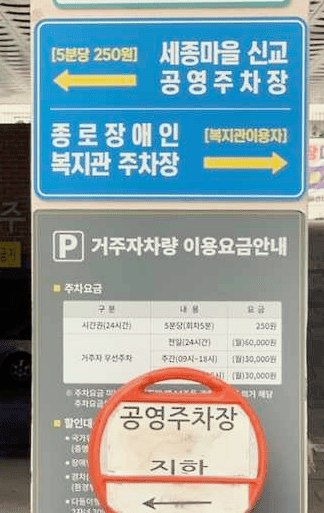 [5분당 250원]
세종마을 신교
공영주차장
종로장애인
복지관 주차장
[복지관이용자]
P 거주자차량 이용요금안내
주차요금
구 분 내 용 요 금
시간권(24시간) 5분당(회차5분) 250원
거주자 우선주차 전일(24시간) (월)60,000원
주간(09시~18시) (월)30,000원
(월)30,000원
※ 주차요금
할인대
공영주차장
지하